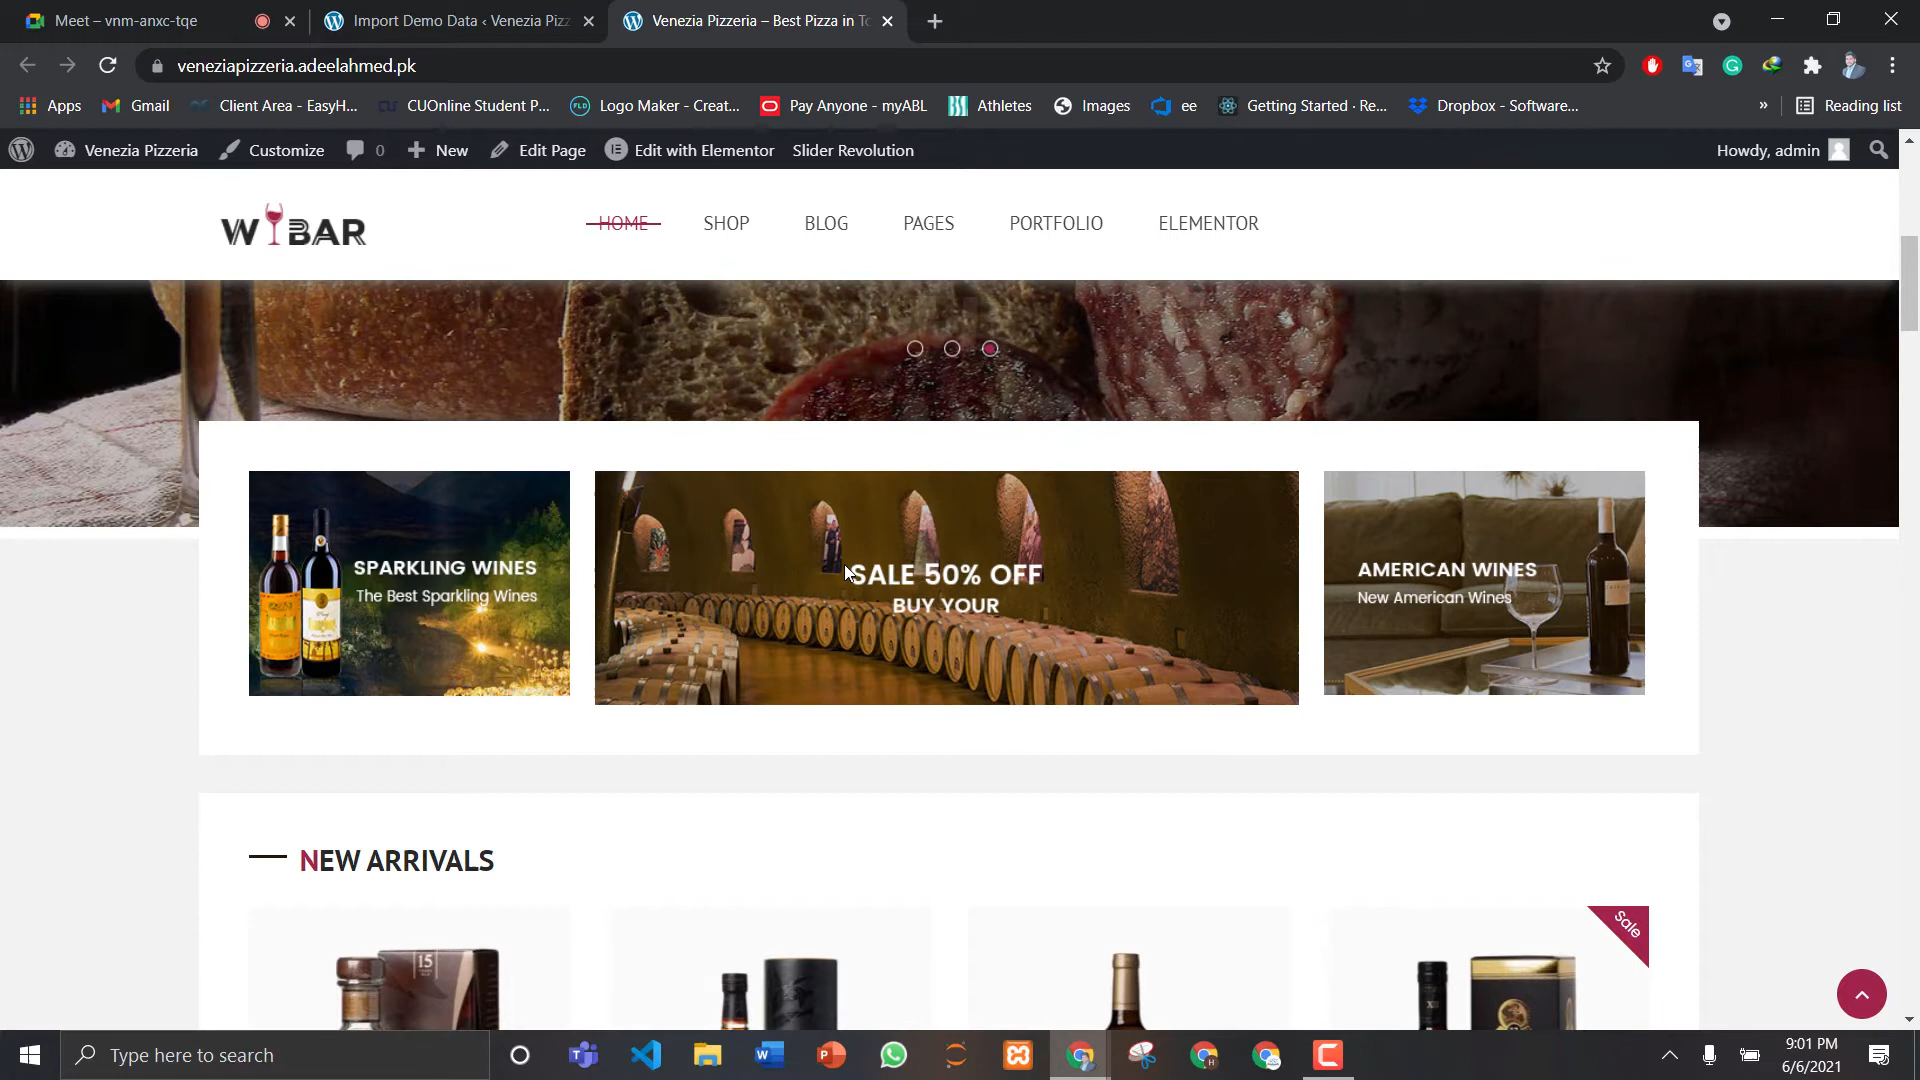 Meet – vnm-anxc-tqe
Import Demo Data ‹ Venezia Pizz
Venezia Pizzeria – Best Pizza in To
veneziapizzeria.adeelahmed.pk
Apps
Gmail
Client Area - EasyH...
CUOnline Student P...
Logo Maker - Creat...
Pay Anyone - myABL
Athletes
Images
ee
Getting Started · Re...
Dropbox - Software...
»
Reading list
Venezia Pizzeria
Customize
0
New
Edit Page
Edit with Elementor
Slider Revolution
Howdy, admin
WYBAR
HOME
SHOP
BLOG
PAGES
PORTFOLIO
ELEMENTOR
SPARKLING WINES
The Best Sparkling Wines
SALE 50% OFF
BUY YOUR
AMERICAN WINES
New American Wines
NEW ARRIVALS
Sale
15
Type here to search
9:01 PM
6/6/2021